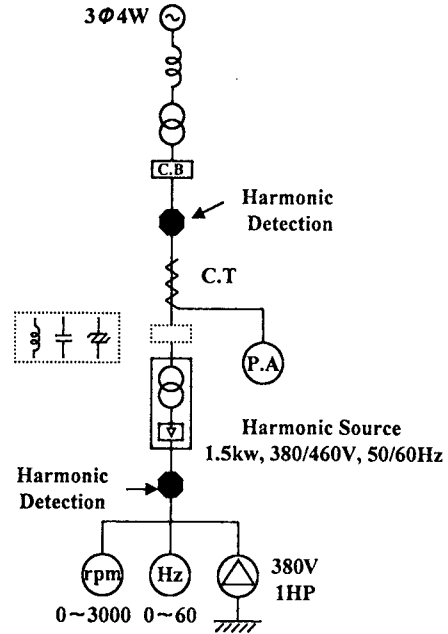 3Φ4W
C.B
Harmonic
Detection
C.T
P.A
Harmonic Source
1.5kw, 380/460V, 50/60Hz
Harmonic
Detection
rpm
Hz
380V
1HP
0~3000
0~60